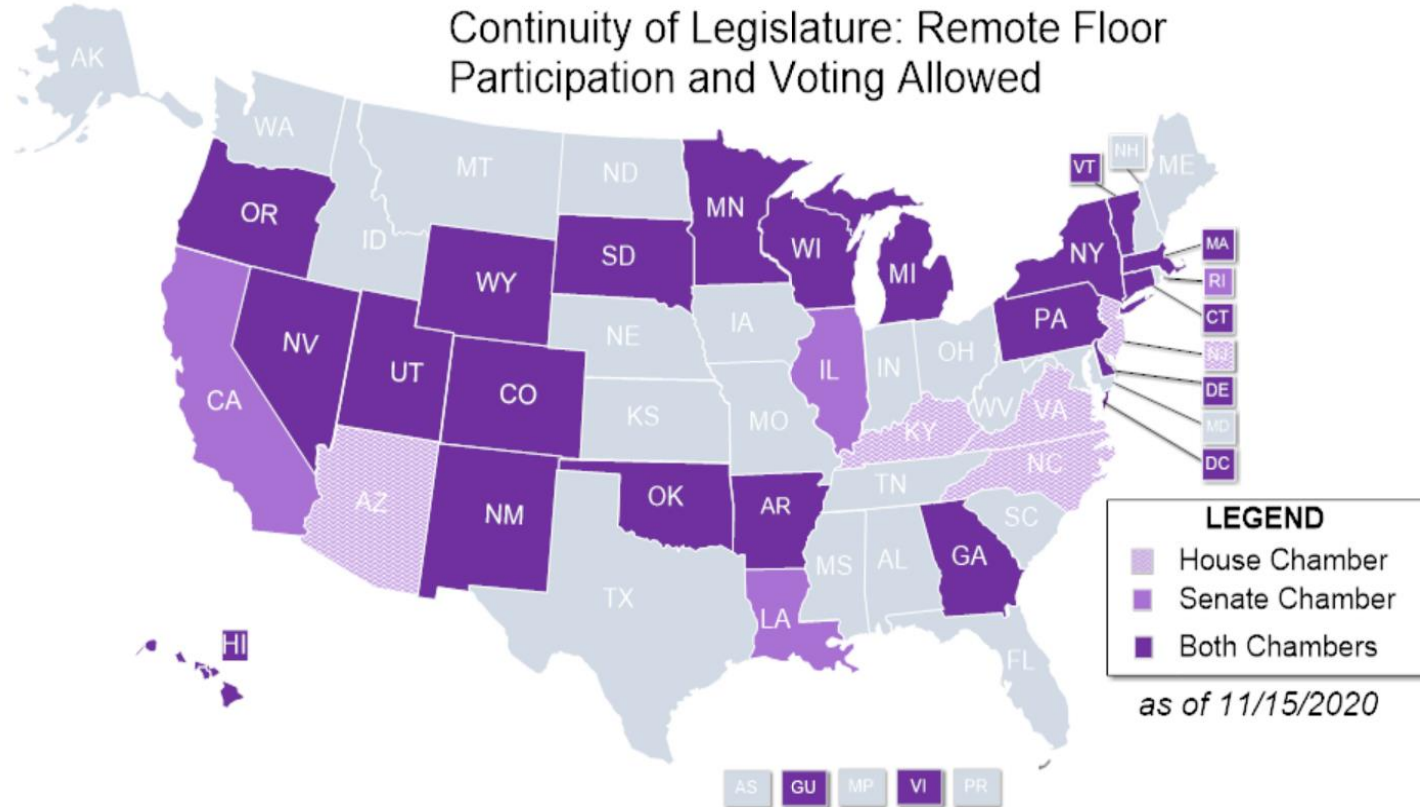 Continuity of Legislature: Remote Floor
Participation and Voting Allowed
AK
WA
MT
ND
MN
VT
NH
ME
OR
ID
WY
SD
WI
MI
NY
MA
RI
CT
NJ
DE
MD
DC
NV
UT
CO
NE
IA
IL
IN
OH
PA
CA
KS
MO
KY
WV
VA
AZ
NM
OK
AR
TN
NC
SC
TX
LA
MS
AL
GA
FL
HI
LEGEND
House Chamber
Senate Chamber
Both Chambers
as of 11/15/2020
AS GU MP VI PR